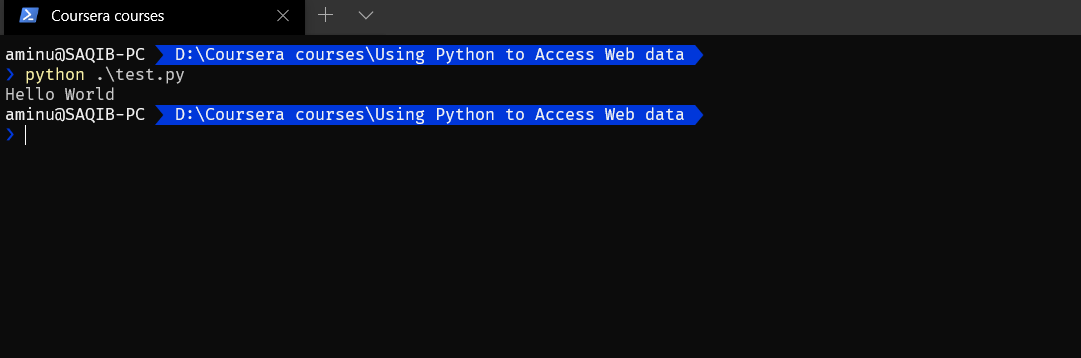 Coursera courses
aminu@SAQIB-PC D:\Coursera courses\Using Python to Access Web data
❯ python .\test.py
Hello World
aminu@SAQIB-PC D:\Coursera courses\Using Python to Access Web data
❯